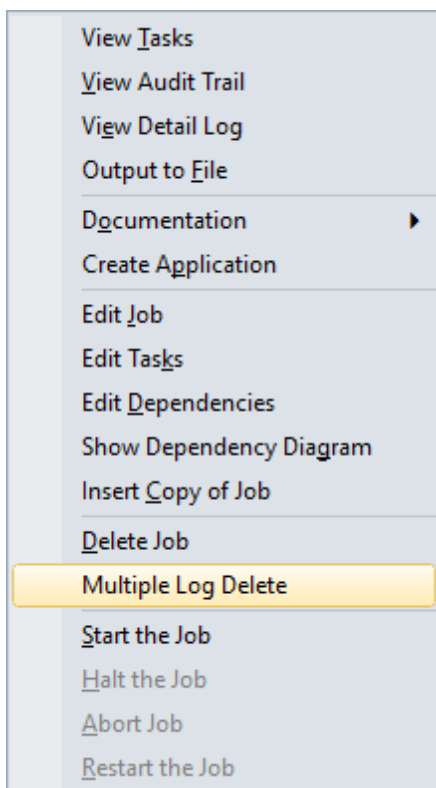 View Tasks
View Audit Trail
View Detail Log
Output to File
Documentation
Create Application
Edit Job
Edit Tasks
Edit Dependencies
Show Dependency Diagram
Insert Copy of Job
Delete Job
Multiple Log Delete
Start the Job
Halt the Job
Abort Job
Restart the Job